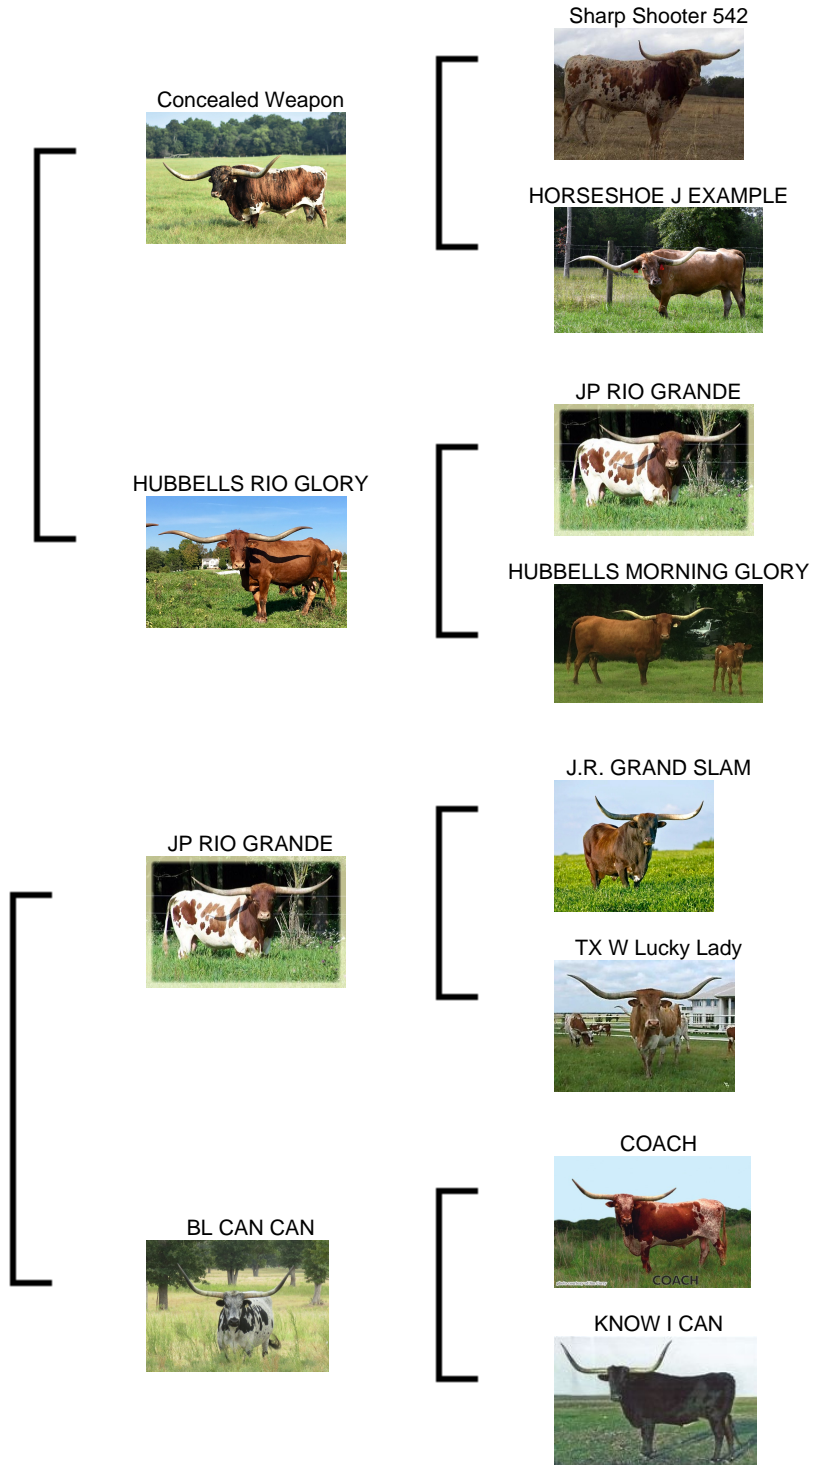 Sharp Shooter 542
Concealed Weapon
HORSESHOE J EXAMPLE
JP RIO GRANDE
HUBBELLS RIO GLORY
HUBBELLS MORNING GLORY
J.R. GRAND SLAM
JP RIO GRANDE
TX W Lucky Lady
COACH
COACH
BL CAN CAN
KNOW I CAN